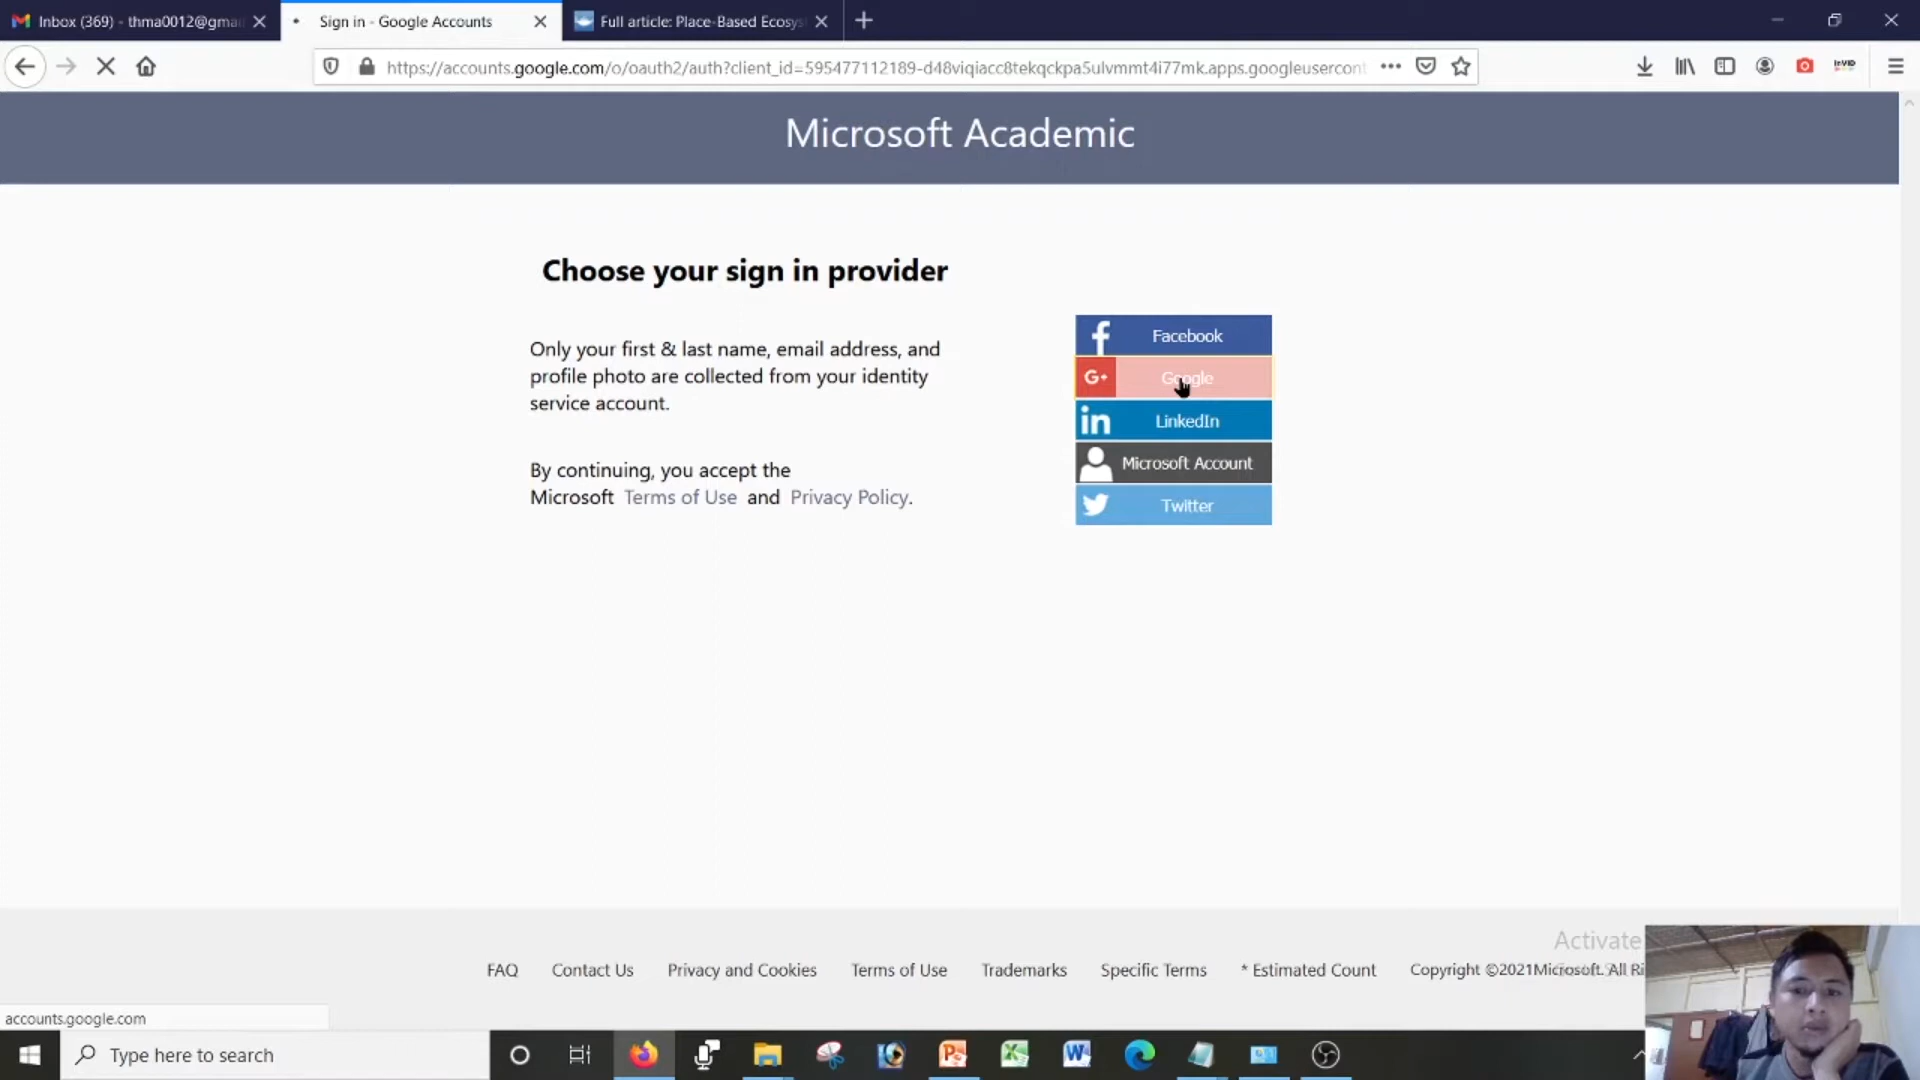 Inbox (369) - thma0012@gmai
Sign in - Google Accounts
Full article: Place-Based Ecosys
https://accounts.google.com/o/oauth2/auth?client_id=595477112189-d48viqiacc8tekqckpa5ulvmmt4i77mk.apps.googleusercont
InVID
Microsoft Academic
Choose your sign in provider
Only your first & last name, email address, and
profile photo are collected from your identity
service account.
By continuing, you accept the
Microsoft Terms of Use and Privacy Policy.
Facebook
G+ Google
in LinkedIn
Microsoft Account
Twitter
Activate
FAQ Contact Us Privacy and Cookies Terms of Use Trademarks Specific Terms * Estimated Count Copyright ©2021Microsoft. All Ri
accounts.google.com
Type here to search